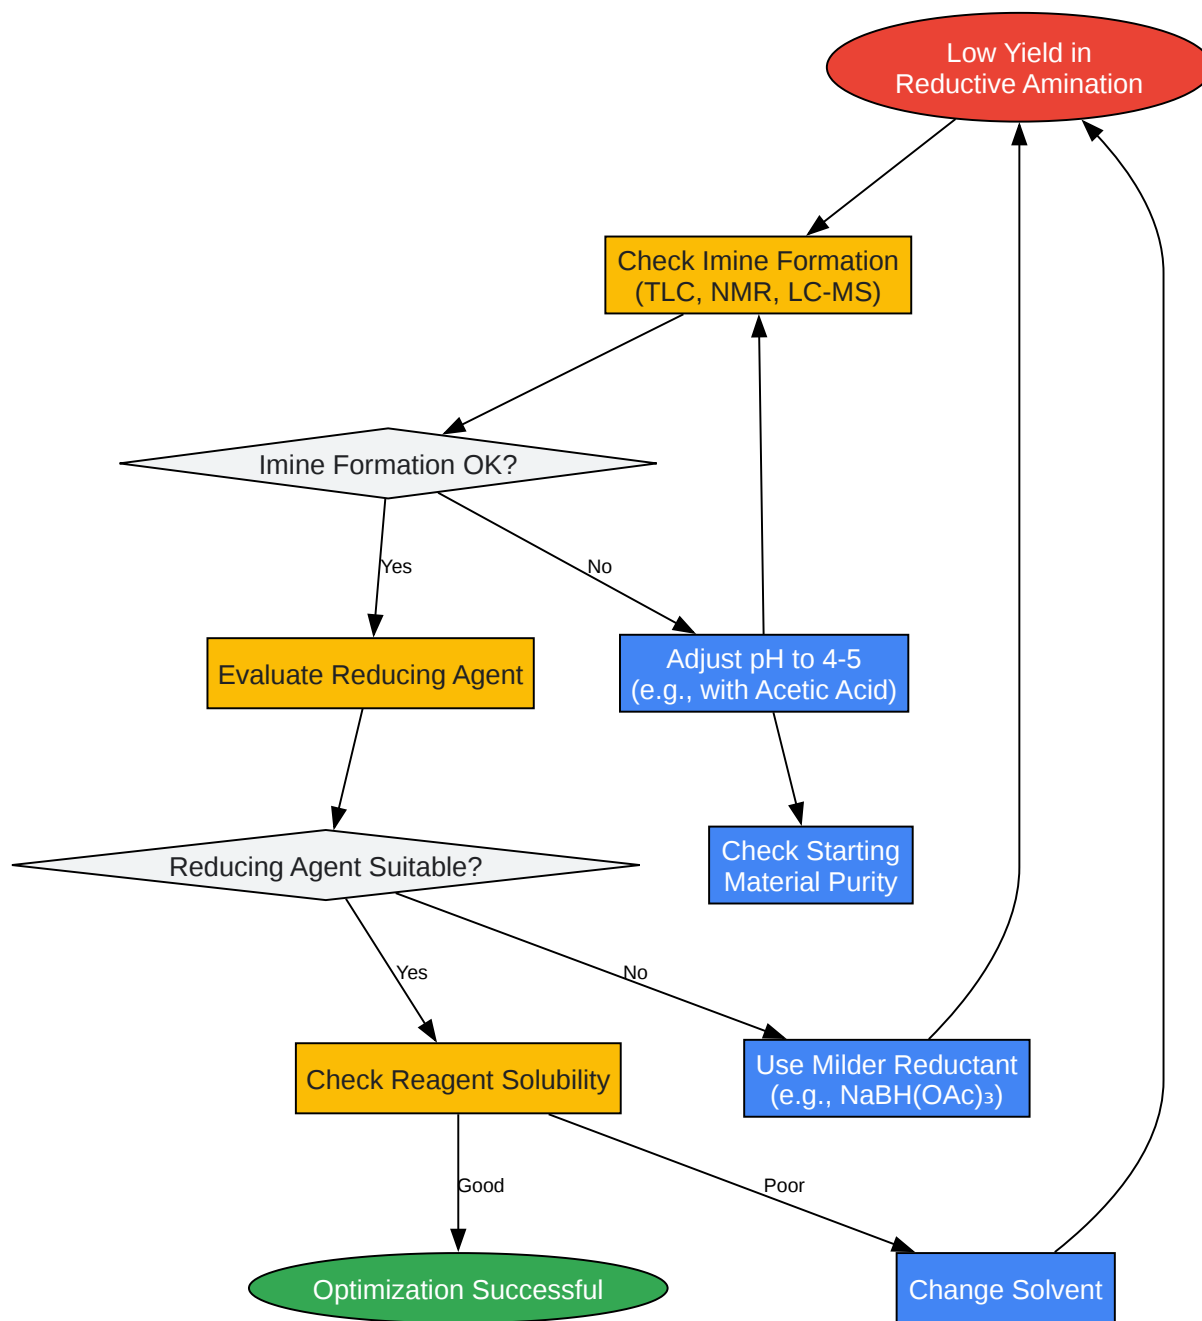 Low Yield in
Reductive Amination
Check Imine Formation
(TLC, NMR, LC-MS)
Imine Formation OK?
Yes
No
Evaluate Reducing Agent
Adjust pH to 4-5
(e.g., with Acetic Acid)
Check Starting
Material Purity
Reducing Agent Suitable?
Yes
No
Check Reagent Solubility
Use Milder Reductant
(e.g., NaBH(OAc)₃)
Good
Poor
Optimization Successful
Change Solvent